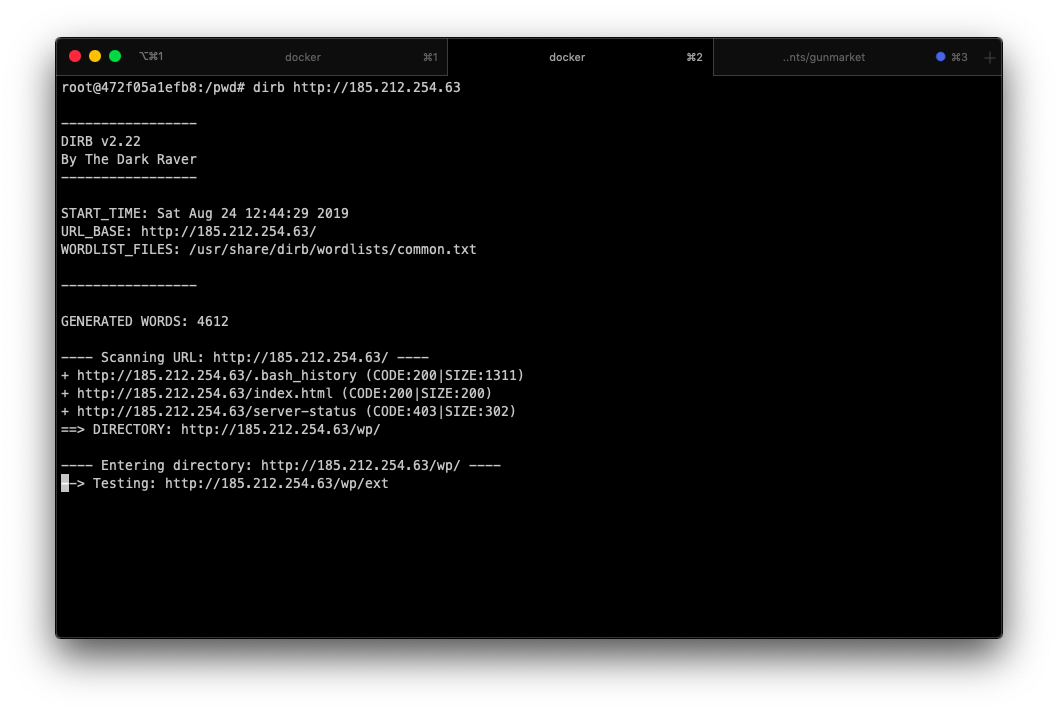 ⌥⌘1 docker ⌘1 docker ⌘2 ..nts/gunmarket ⌘3 +
root@472f05a1efb8:/pwd# dirb http://185.212.254.63
-----------------
DIRB v2.22
By The Dark Raver
-----------------
START_TIME: Sat Aug 24 12:44:29 2019
URL_BASE: http://185.212.254.63/
WORDLIST_FILES: /usr/share/dirb/wordlists/common.txt
-----------------
GENERATED WORDS: 4612
---- Scanning URL: http://185.212.254.63/ ----
+ http://185.212.254.63/.bash_history (CODE:200|SIZE:1311)
+ http://185.212.254.63/index.html (CODE:200|SIZE:200)
+ http://185.212.254.63/server-status (CODE:403|SIZE:302)
==> DIRECTORY: http://185.212.254.63/wp/
---- Entering directory: http://185.212.254.63/wp/ ----
--> Testing: http://185.212.254.63/wp/ext